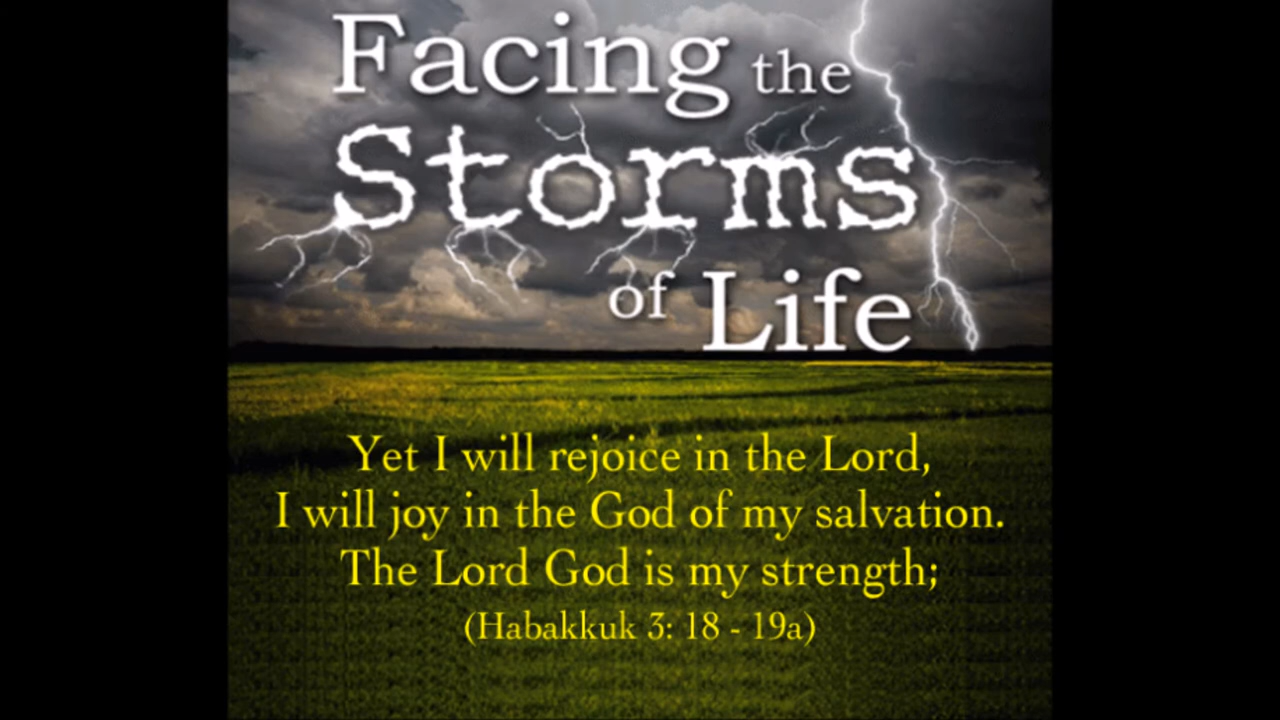 Facing the
Storms
of Life
Yet I will rejoice in the Lord,
I will joy in the God of my salvation.
The Lord God is my strength;
(Habakkuk 3: 18 - 19a)